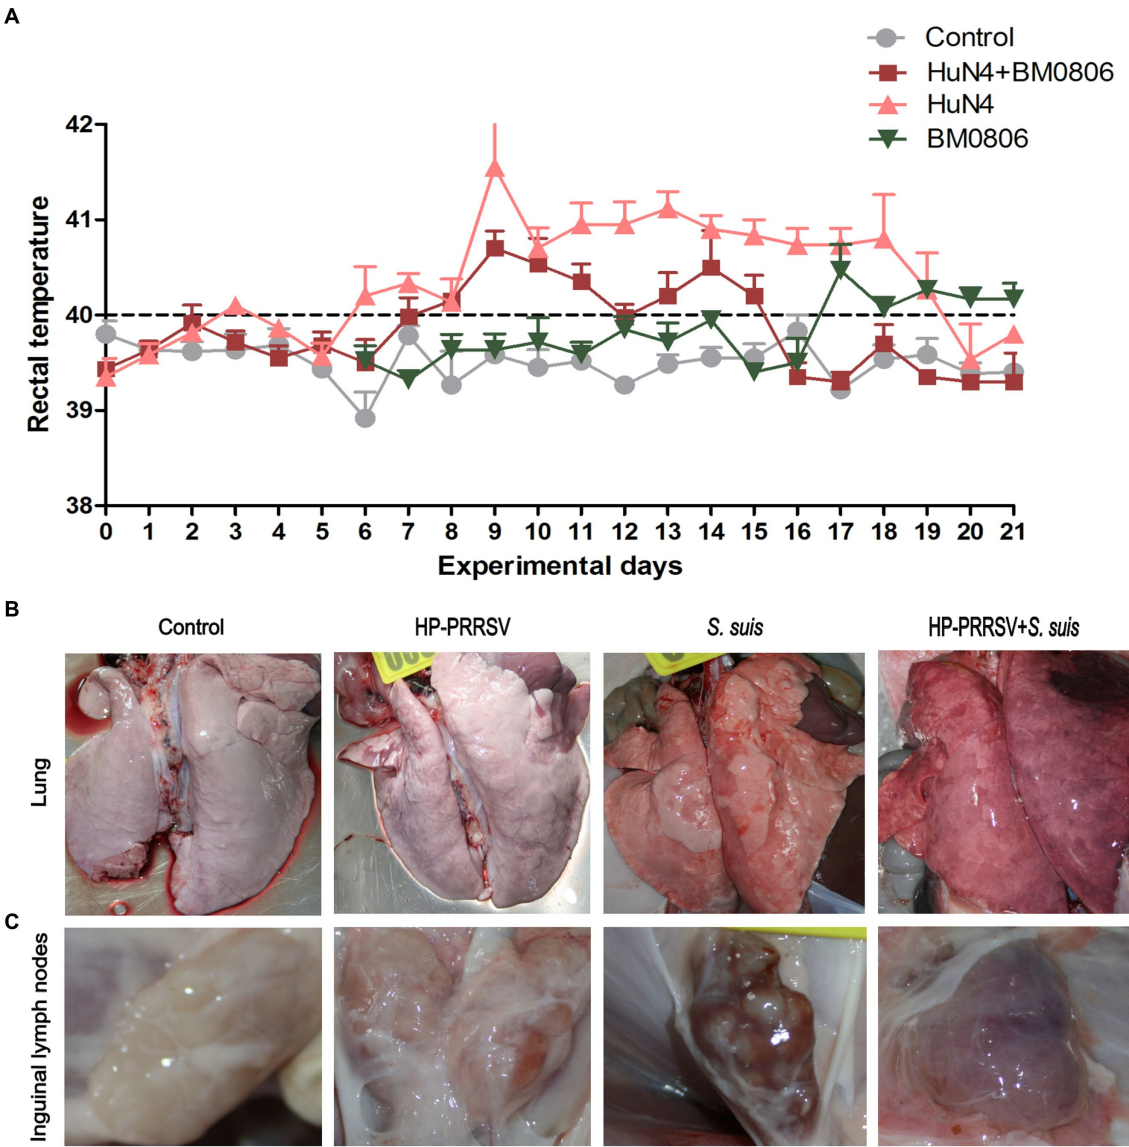 A
Control
HuN4+BM0806
HuN4
BM0806
42
41
40
39
38
Rectal temperature
0 1 2 3 4 5 6 7 8 9 10 11 12 13 14 15 16 17 18 19 20 21
Experimental days
B
Control HP-PRRSV S. suis HP-PRRSV+S. suis
Lung
C
Inguinal lymph nodes